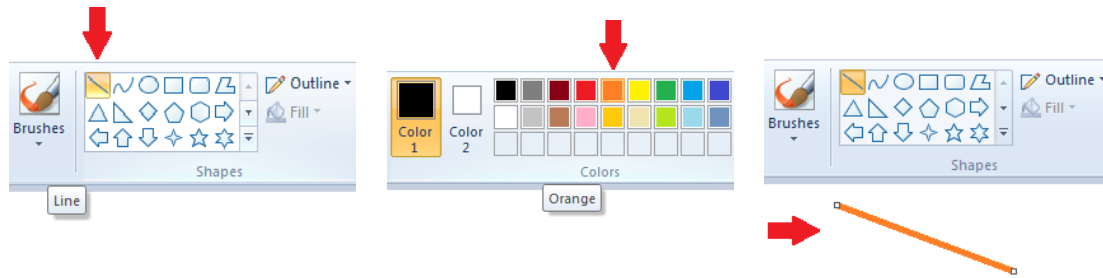 Brushes
Outline
Fill
Shapes
Line
Color
1
Color
2
Colors
Orange
Brushes
Outline
Fill
Shapes